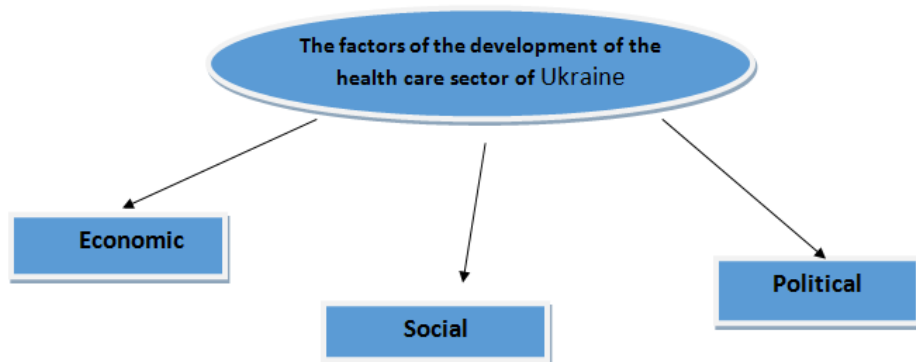 The factors of the development of the
health care sector of Ukraine
Economic
Social
Political